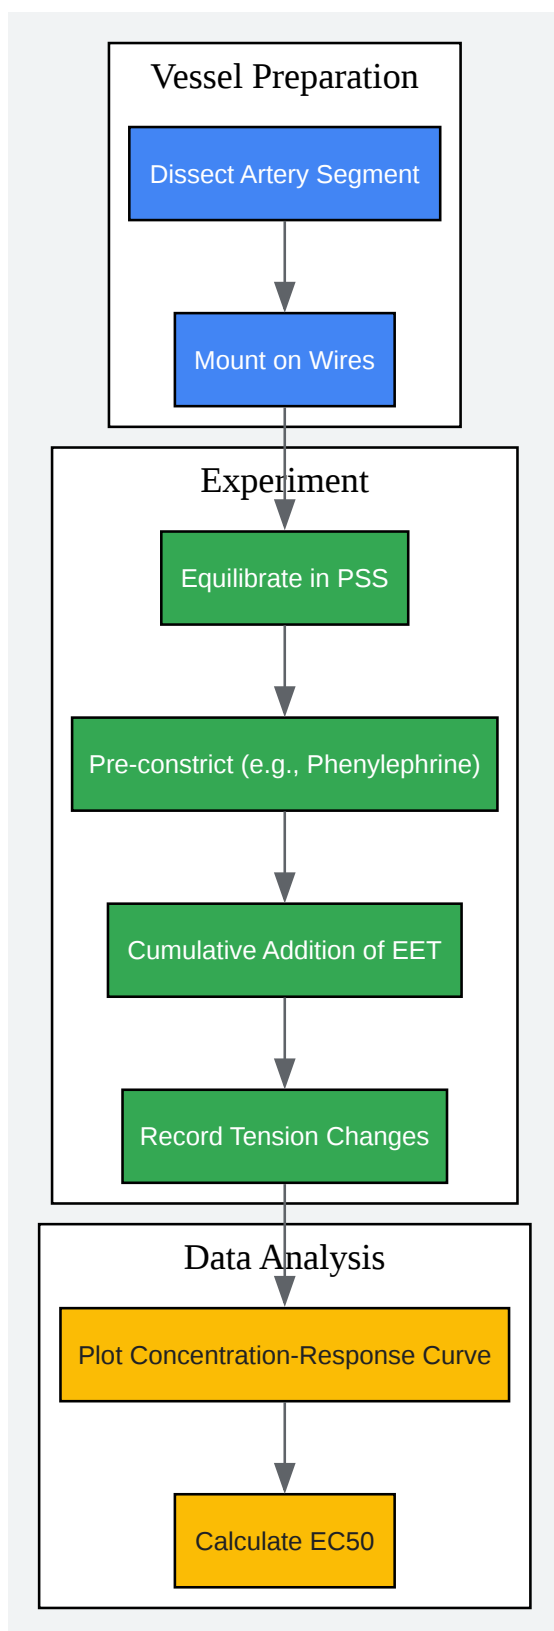 Vessel Preparation
Dissect Artery Segment
Mount on Wires
Experiment
Equilibrate in PSS
Pre-constrict (e.g., Phenylephrine)
Cumulative Addition of EET
Record Tension Changes
Data Analysis
Plot Concentration-Response Curve
Calculate EC50